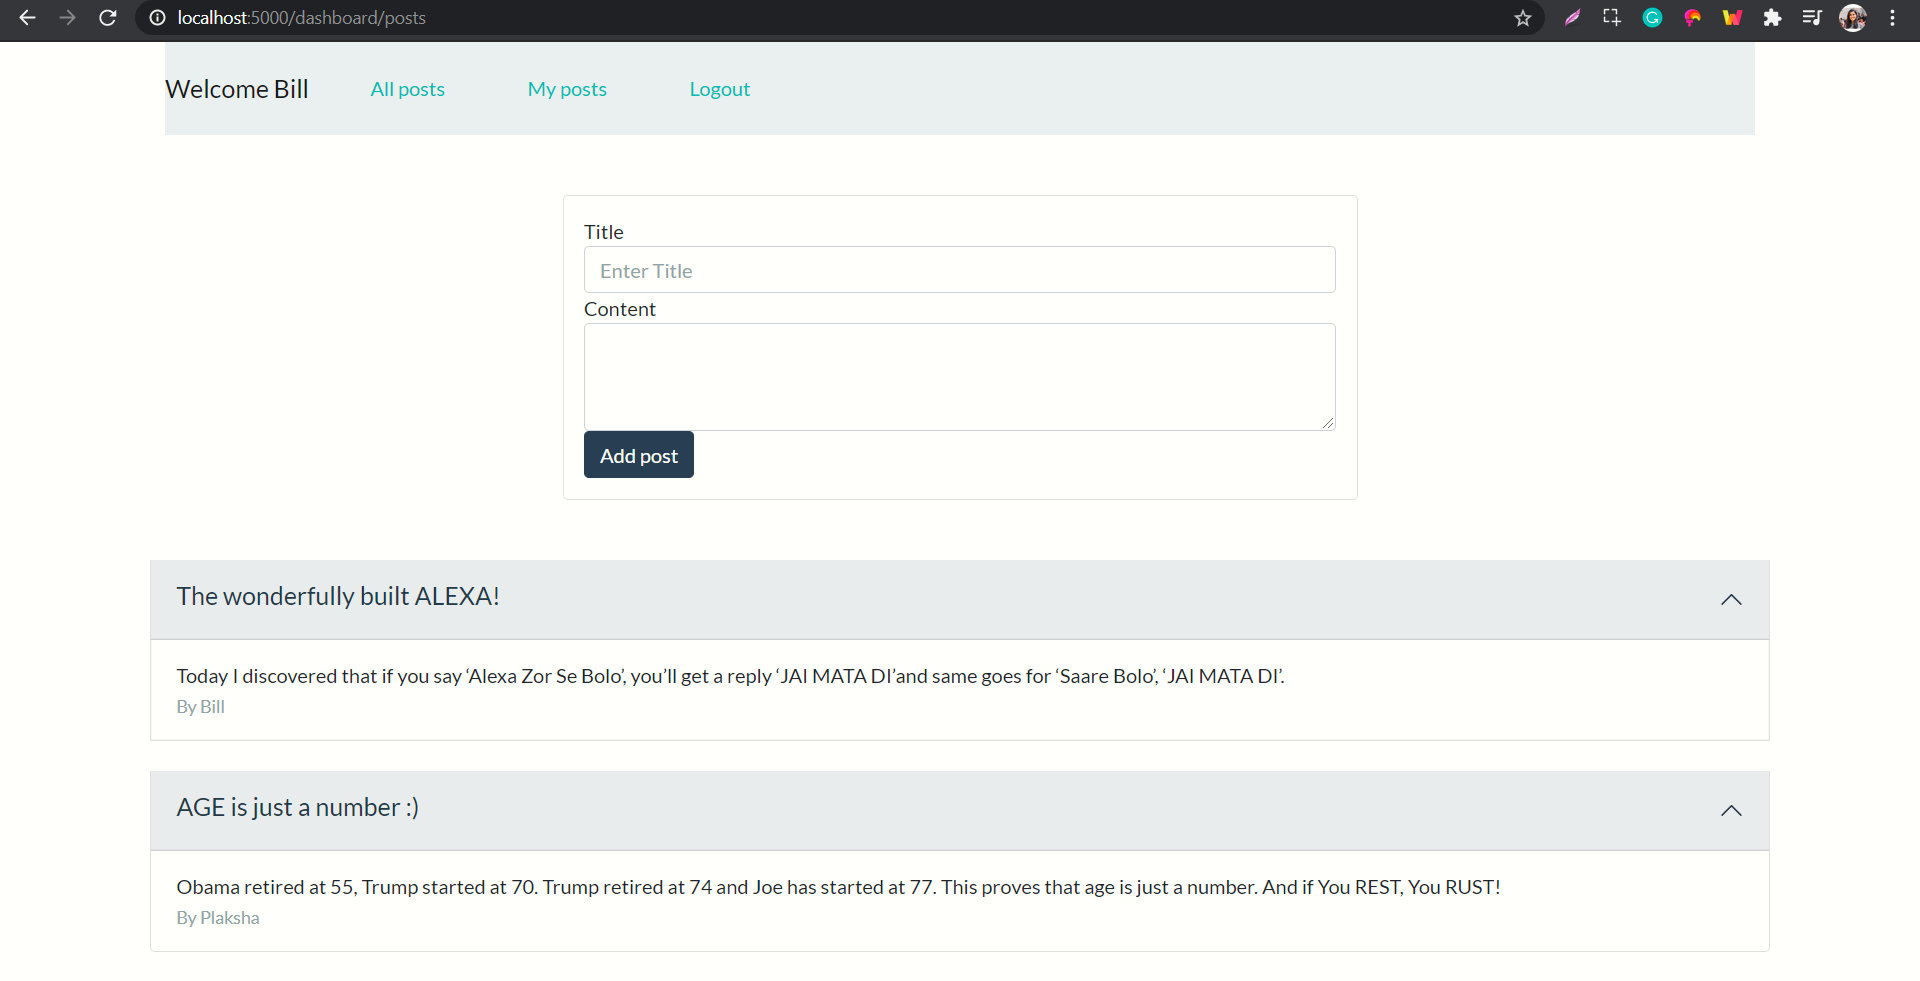 localhost:5000/dashboard/posts
Welcome Bill All posts My posts Logout
Title
Enter Title
Content
Add post
The wonderfully built ALEXA!
Today I discovered that if you say ‘Alexa Zor Se Bolo’, you’ll get a reply ‘JAI MATA DI’and same goes for ‘Saare Bolo’, ‘JAI MATA DI’.
By Bill
AGE is just a number :)
Obama retired at 55, Trump started at 70. Trump retired at 74 and Joe has started at 77. This proves that age is just a number. And if You REST, You RUST!
By Plaksha